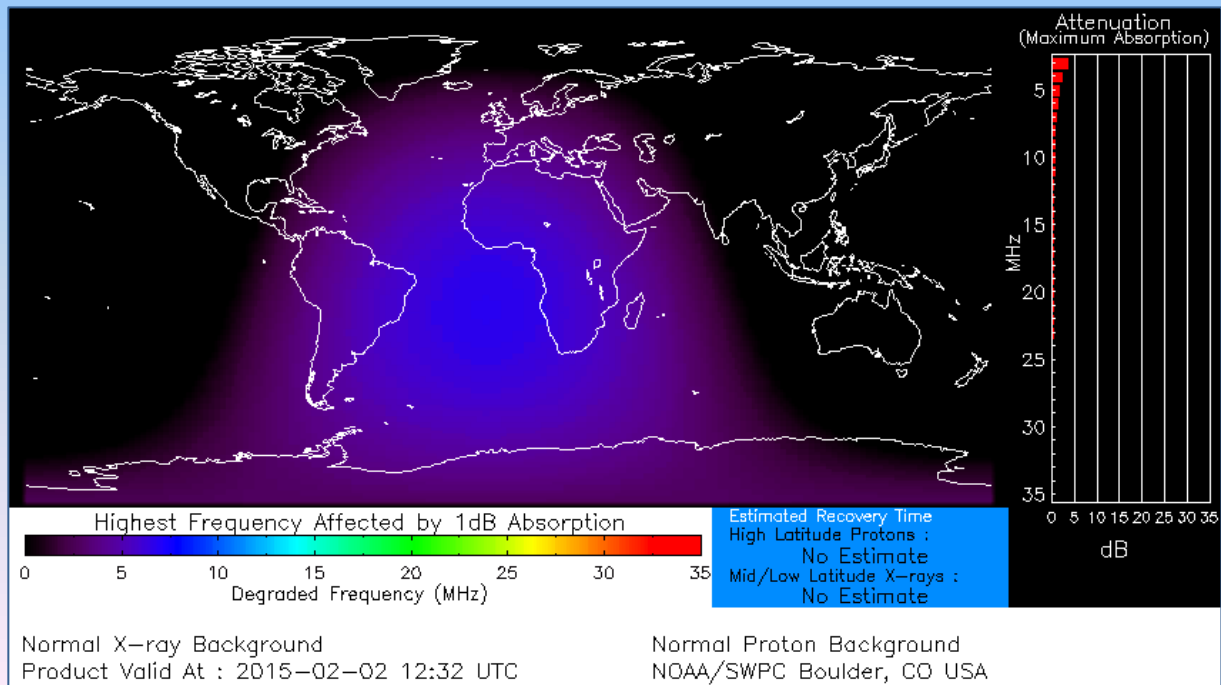 Attenuation
(Maximum Absorption)
5
10
15
20
25
30
35
MHz
0 5 10 15 20 25 30 35
dB
Highest Frequency Affected by 1dB Absorption
0 5 10 15 20 25 30 35
Degraded Frequency (MHz)
Estimated Recovery Time
High Latitude Protons :
No Estimate
Mid/Low Latitude X-rays :
No Estimate
Normal X-ray Background
Product Valid At : 2015-02-02 12:32 UTC
Normal Proton Background
NOAA/SWPC Boulder, CO USA